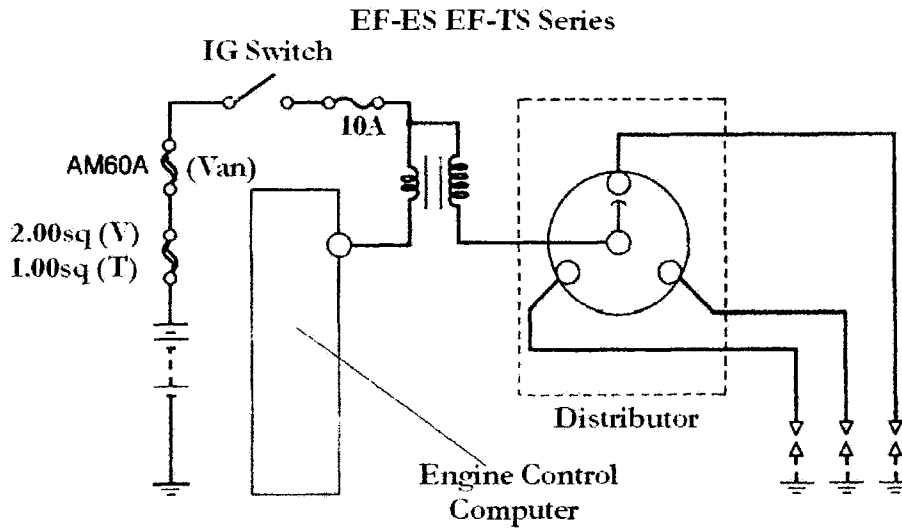 EF-ES EF-TS Series
IG Switch
10A
AM60A
(Van)
2.00sq (V)
1.00sq (T)
Distributor
Engine Control
Computer